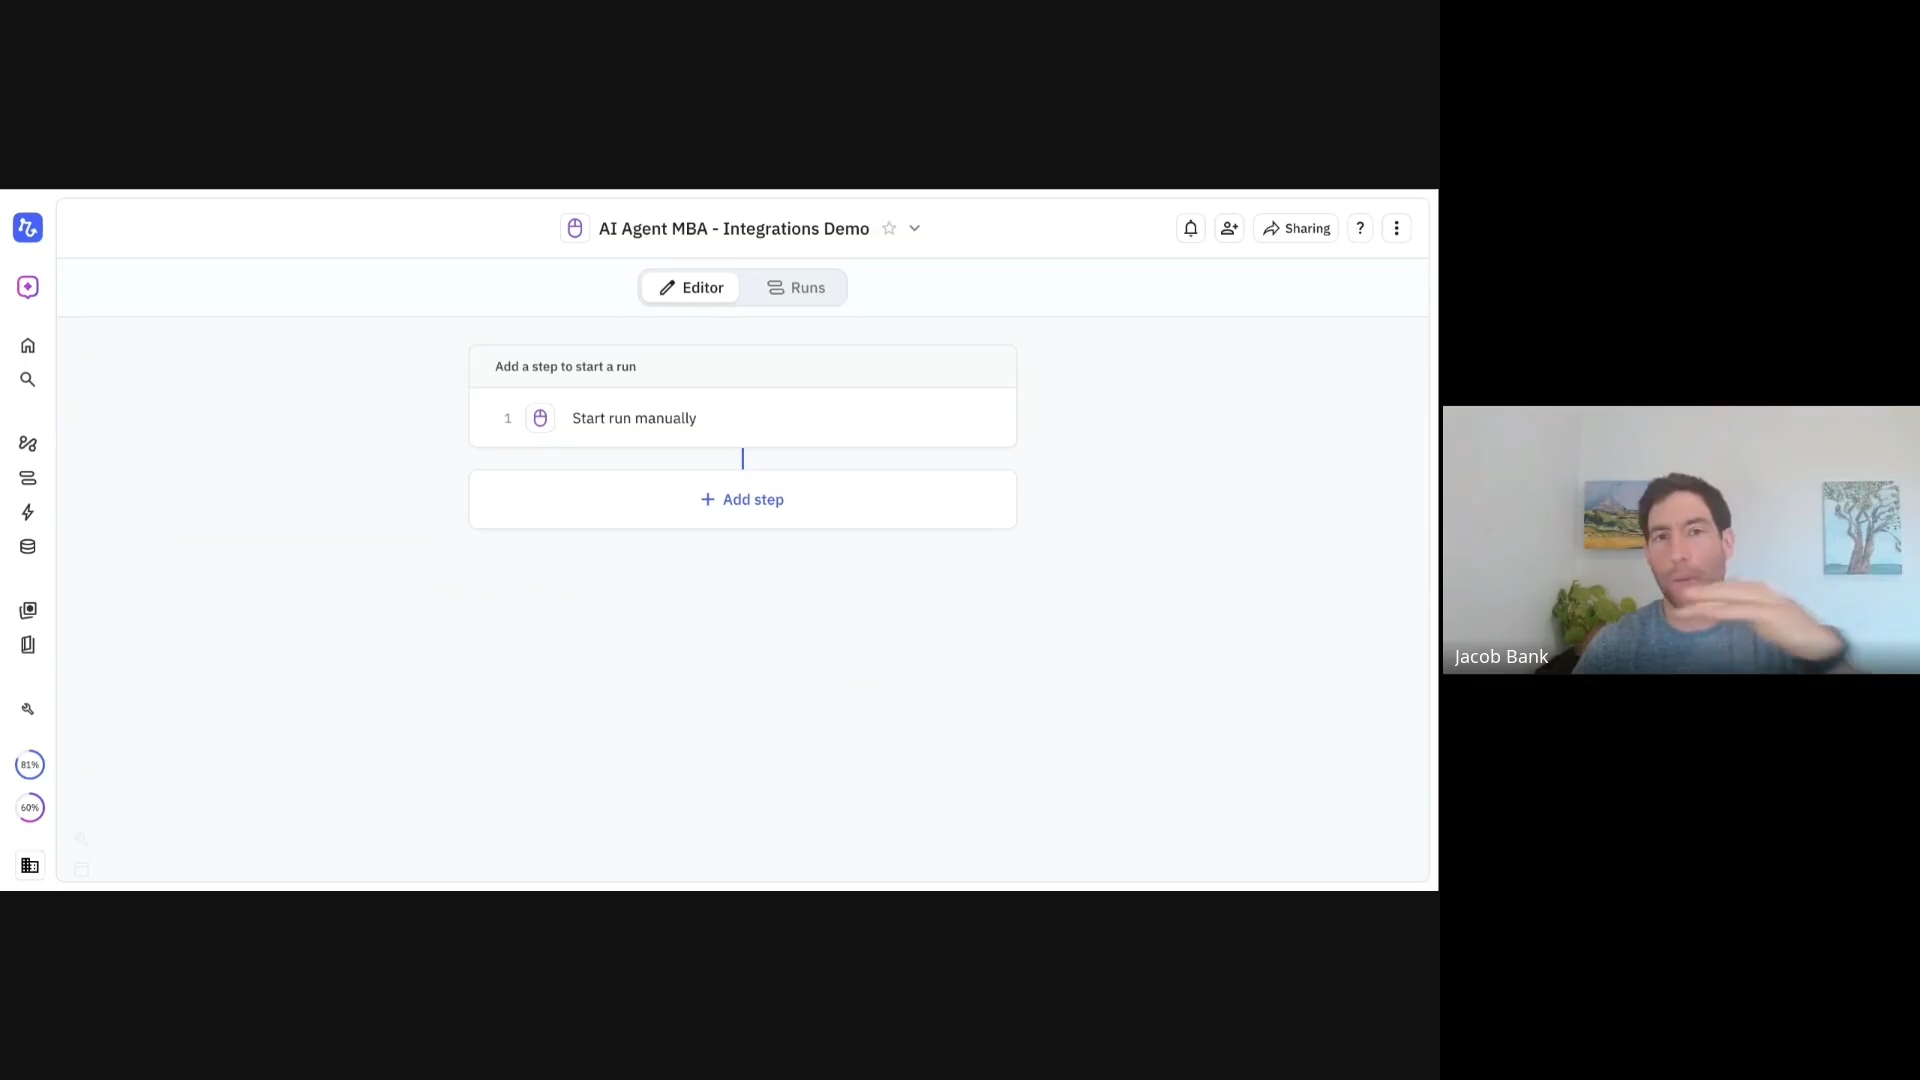 AI Agent MBA - Integrations Demo
Sharing
?
Editor
Runs
Add a step to start a run
1 Start run manually
+ Add step
81%
60%
Jacob Bank